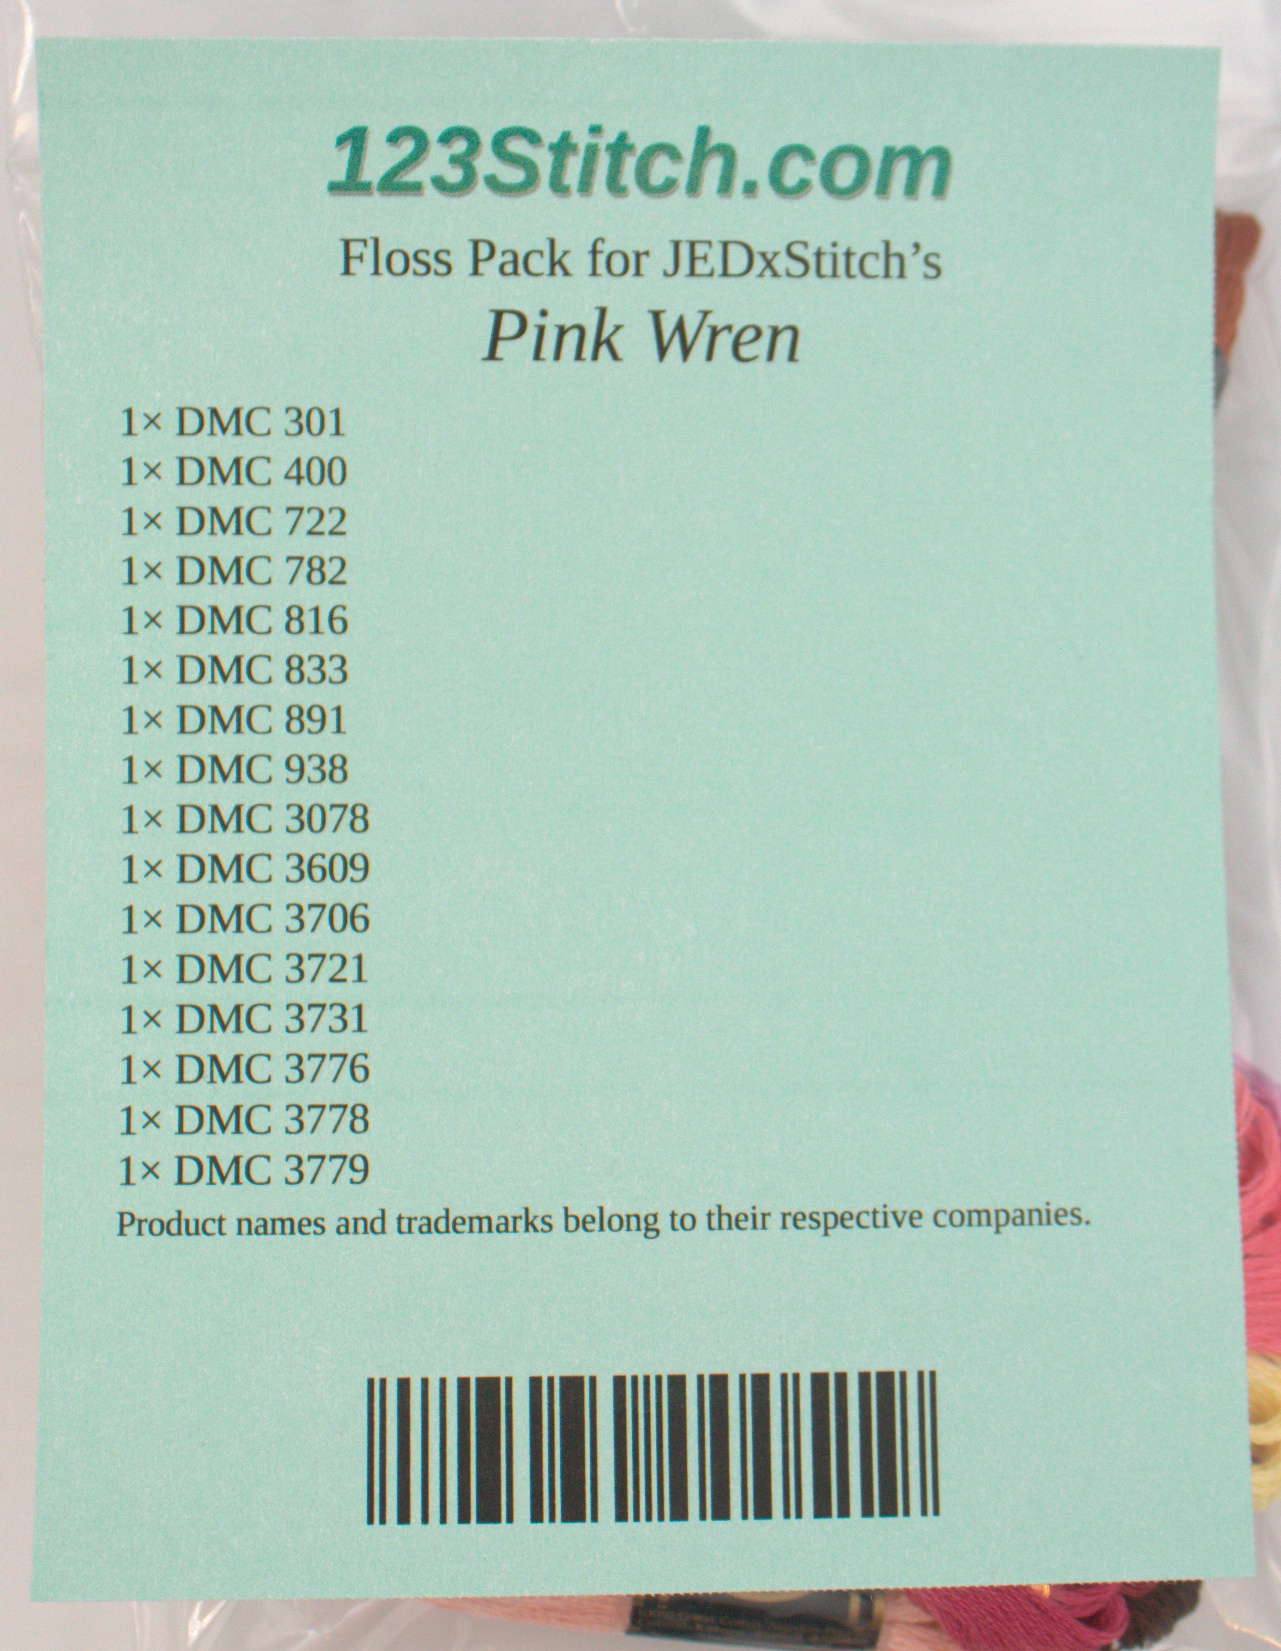 123Stitch.com
Floss Pack for JEDxStitch’s
Pink Wren
1× DMC 301
1× DMC 400
1× DMC 722
1× DMC 782
1× DMC 816
1× DMC 833
1× DMC 891
1× DMC 938
1× DMC 3078
1× DMC 3609
1× DMC 3706
1× DMC 3721
1× DMC 3731
1× DMC 3776
1× DMC 3778
1× DMC 3779
Product names and trademarks belong to their respective companies.